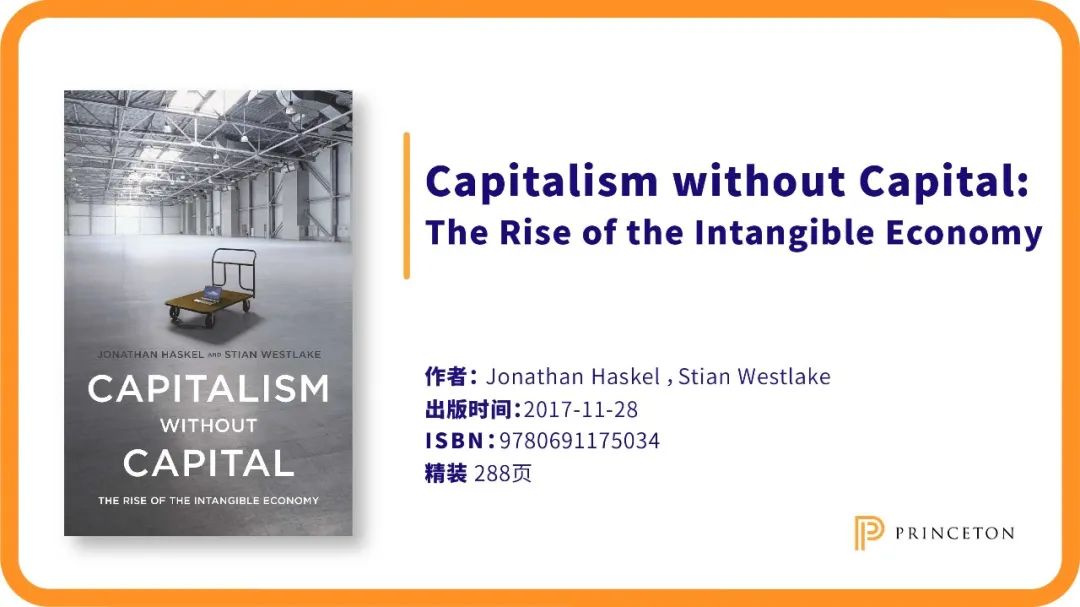 JONATHAN HASKEL AND STIAN WESTLAKE
CAPITALISM
WITHOUT
CAPITAL
THE RISE OF THE INTANGIBLE ECONOMY
Capitalism without Capital:
The Rise of the Intangible Economy
作者： Jonathan Haskel , Stian Westlake
出版时间：2017-11-28
ISBN：9780691175034
精装 288页
PRINCETON